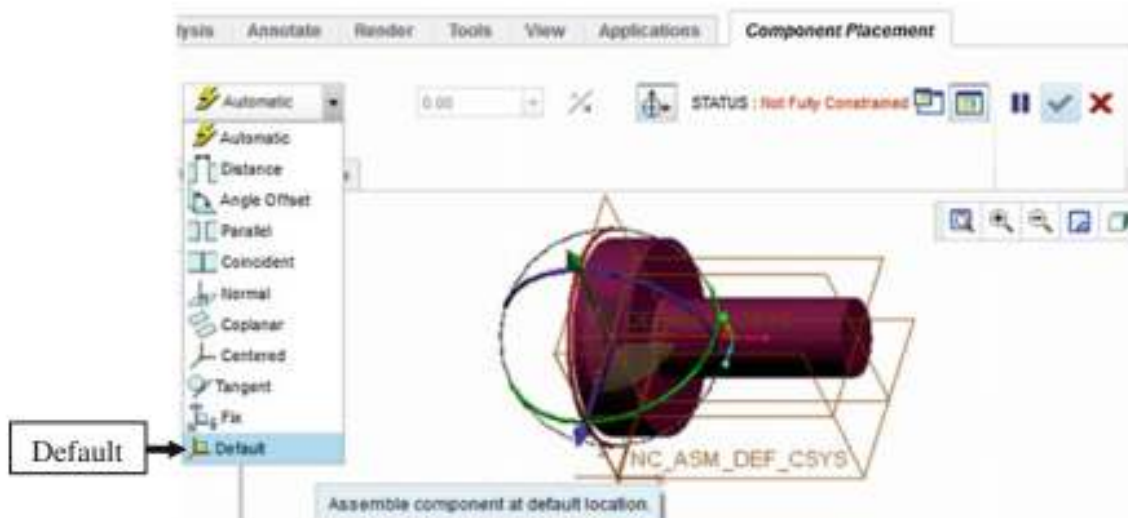 lysis Annotate Render Tools View Applications Component Placement
Automatic 0.00 STATUS : Not Fully Constrained
Automatic
Distance
Angle Offset
Parallel
Coincident
Normal
Coplanar
Centered
Tangent
Fix
Default
Default
NC_ASM_DEF_CSYS
Assemble component at default location.